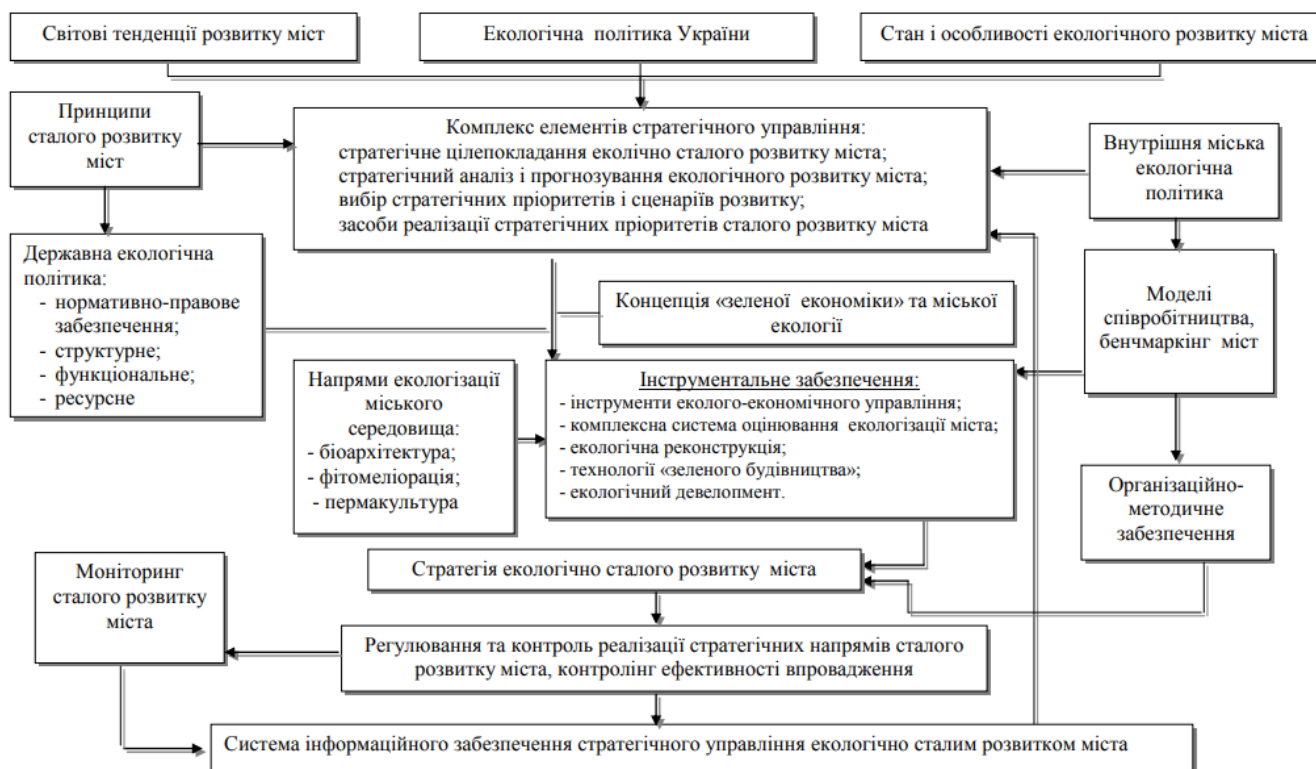 Світові тенденції розвитку міст
Екологічна політика України
Стан і особливості екологічного розвитку міста
Принципи
сталого розвитку
міст
Комплекс елементів стратегічного управління:
стратегічне цілепокладання еколічно сталого розвитку міста;
стратегічний аналіз і прогнозування екологічного розвитку міста;
вибір стратегічних пріоритетів і сценаріїв розвитку;
засоби реалізації стратегічних пріоритетів сталого розвитку міста
Внутрішня міська
екологічна
політика
Державна екологічна
політика:
- нормативно-правове
забезпечення;
- структурне;
- функціональне;
- ресурсне
Концепція «зеленої економіки» та міської
екології
Моделі
співробітництва,
бенчмаркінг міст
Напрями екологізації
міського
середовища:
- біоархітектура;
- фітомеліорація;
- пермакультура
Інструментальне забезпечення:
- інструменти еколого-економічного управління;
- комплексна система оцінювання екологізації міста;
- екологічна реконструкція;
- технології «зеленого будівництва»;
- екологічний девелопмент.
Організаційно-
методичне
забезпечення
Стратегія екологічно сталого розвитку міста
Моніторинг
сталого розвитку
міста
Регулювання та контроль реалізації стратегічних напрямів сталого
розвитку міста, контролінг ефективності впровадження
Система інформаційного забезпечення стратегічного управління екологічно сталим розвитком міста